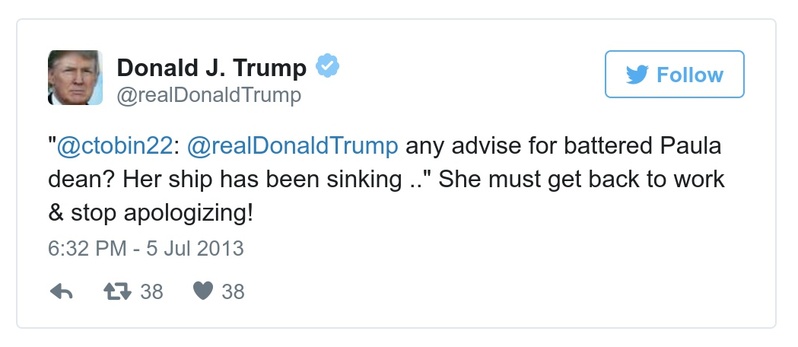 Donald J. Trump
@realDonaldTrump
Follow
"@ctobin22: @realDonaldTrump any advise for battered Paula
dean? Her ship has been sinking .." She must get back to work
& stop apologizing!
6:32 PM - 5 Jul 2013
38 38